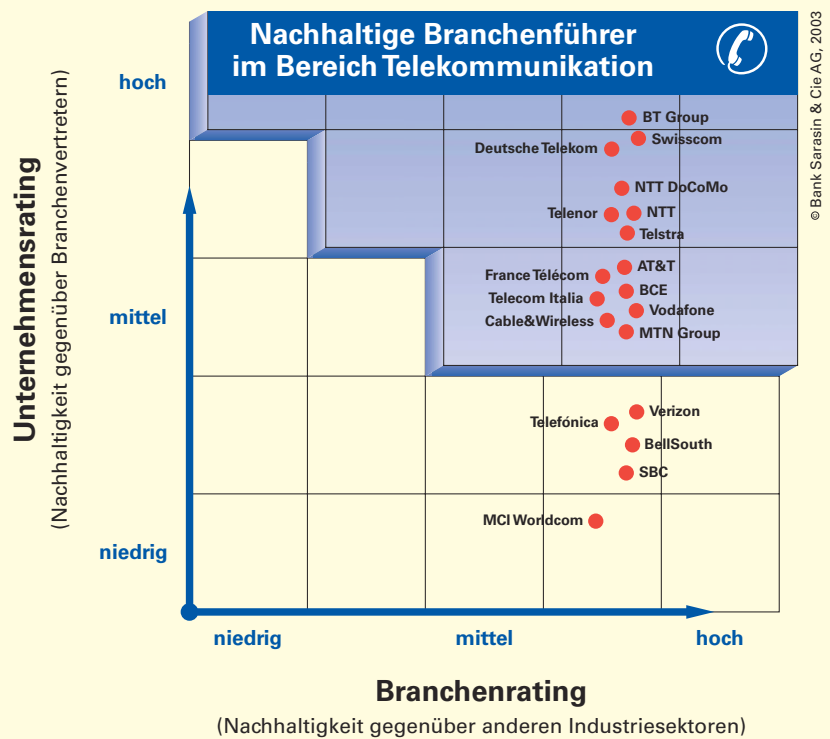 Nachhaltige Branchenführer
im Bereich Telekommunikation
© Bank Sarasin & Cie AG, 2003
Unternehmensrating
(Nachhaltigkeit gegenüber Branchenvertretern)
hoch
mittel
niedrig
BT Group
Swisscom
Deutsche Telekom
NTT DoCoMo
Telenor
NTT
Telstra
AT&T
France Télécom
BCE
Telecom Italia
Vodafone
Cable&Wireless
MTN Group
Verizon
Telefónica
BellSouth
SBC
MCI Worldcom
niedrig
mittel
hoch
Branchenrating
(Nachhaltigkeit gegenüber anderen Industriesektoren)